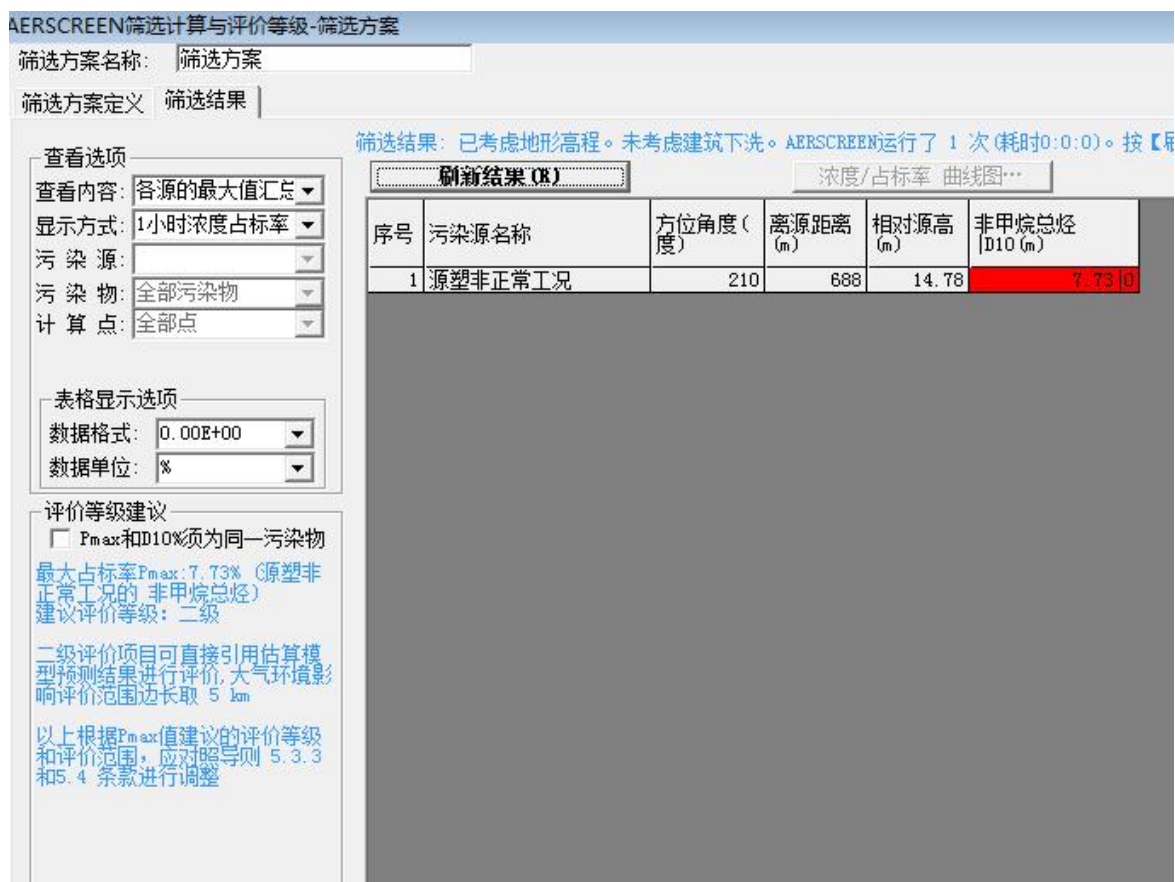 AERSCREEN筛选计算与评价等级-筛选方案
筛选方案名称: 筛选方案
筛选方案定义 筛选结果
筛选结果: 已考虑地形高程。未考虑建筑下洗。AERSCREEN运行了 1 次(耗时0:0:0)。按【刷
查看选项
查看内容: 各源的最大值汇总
显示方式: 1小时浓度占标率
污 染 源:
污 染 物: 全部污染物
计 算 点: 全部点
刷新结果(R) 浓度/占标率 曲线图…
序号 污染源名称 方位角度(度) 离源距离(m) 相对源高(m) 非甲烷总烃|D10(m)
1 源塑非正常工况 210 688 14.78 7.73|0
表格显示选项
数据格式: 0.00E+00
数据单位: %
评价等级建议
Pmax和D10%须为同一污染物
最大占标率Pmax:7.73% (源塑非
正常工况的 非甲烷总烃)
建议评价等级: 二级
二级评价项目可直接引用估算模
型预测结果进行评价,大气环境影
响评价范围边长取 5 km
以上根据Pmax值建议的评价等级
和评价范围,应对照导则 5.3.3
和5.4 条款进行调整